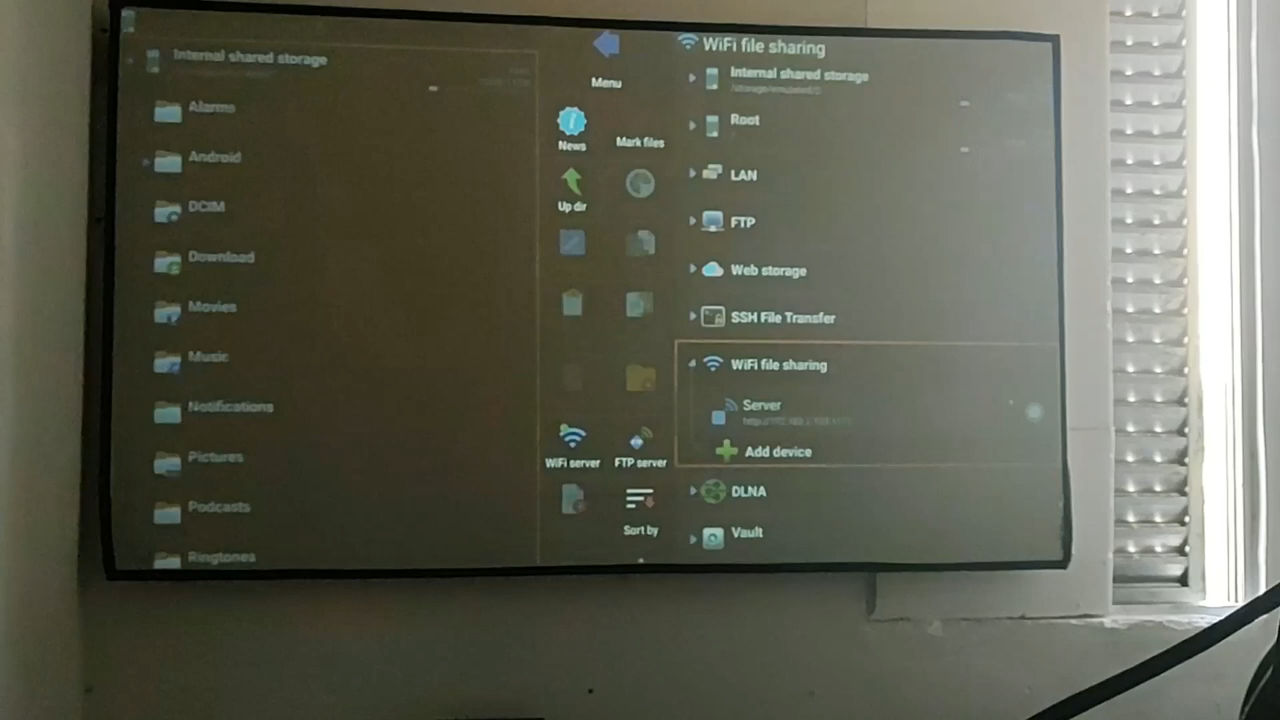 Internal shared storage
Alarms
Android
DCIM
Download
Movies
Music
Notifications
Pictures
Podcasts
Ringtones
Menu
News
Mark files
Up dir
WiFi server
FTP server
Sort by
WiFi file sharing
Internal shared storage
Root
LAN
FTP
Web storage
SSH File Transfer
WiFi file sharing
Server
Add device
DLNA
Vault